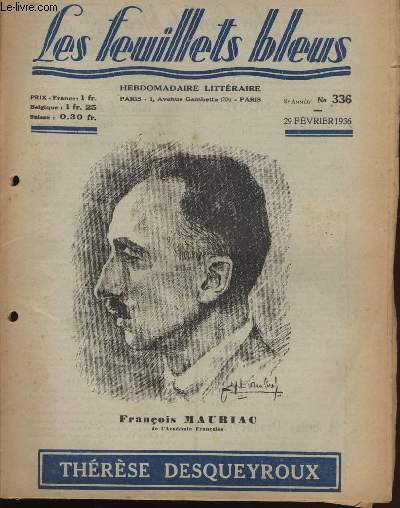 Le-livre.com
Les feuillets bleus
HEBDOMADAIRE LITTÉRAIRE
PARIS - 1, Avenue Gambetta (20e) - PARIS
PRIX - France: 1 fr.
Belgique : 1 fr. 25
Suisse : 0.30 fr.
8e ANNÉE No 336
29 FÉVRIER 1936
François MAURIAC
de l'Académie Française
THÉRÈSE DESQUEYROUX